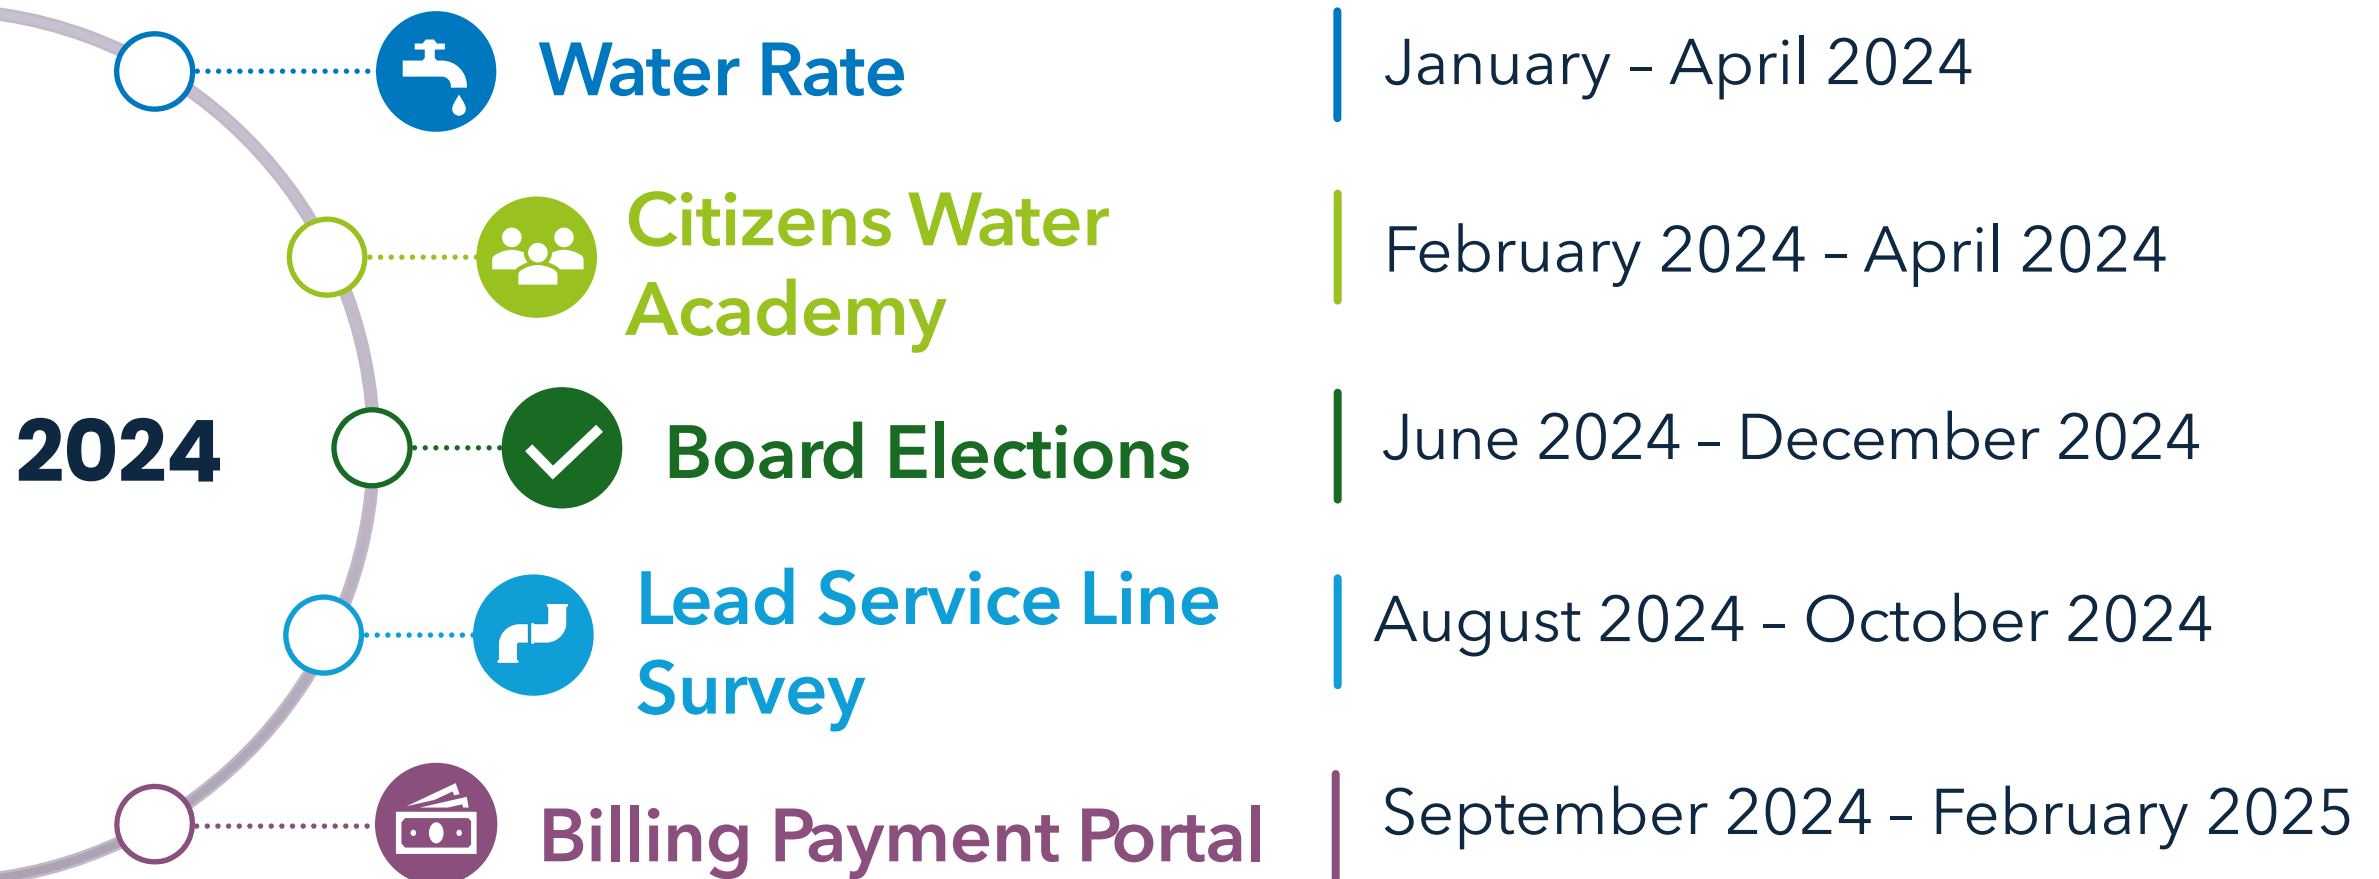 Water Rate
January – April 2024
Citizens Water
Academy
February 2024 – April 2024
2024
Board Elections
June 2024 – December 2024
Lead Service Line
Survey
August 2024 – October 2024
Billing Payment Portal
September 2024 – February 2025